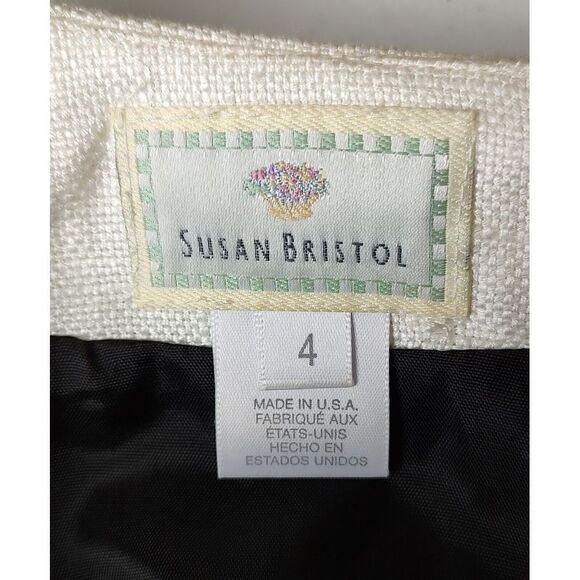 SUSAN BRISTOL
4
MADE IN U.S.A.
FABRIQUÉ AUX
ÉTATS-UNIS
HECHO EN
ESTADOS UNIDOS